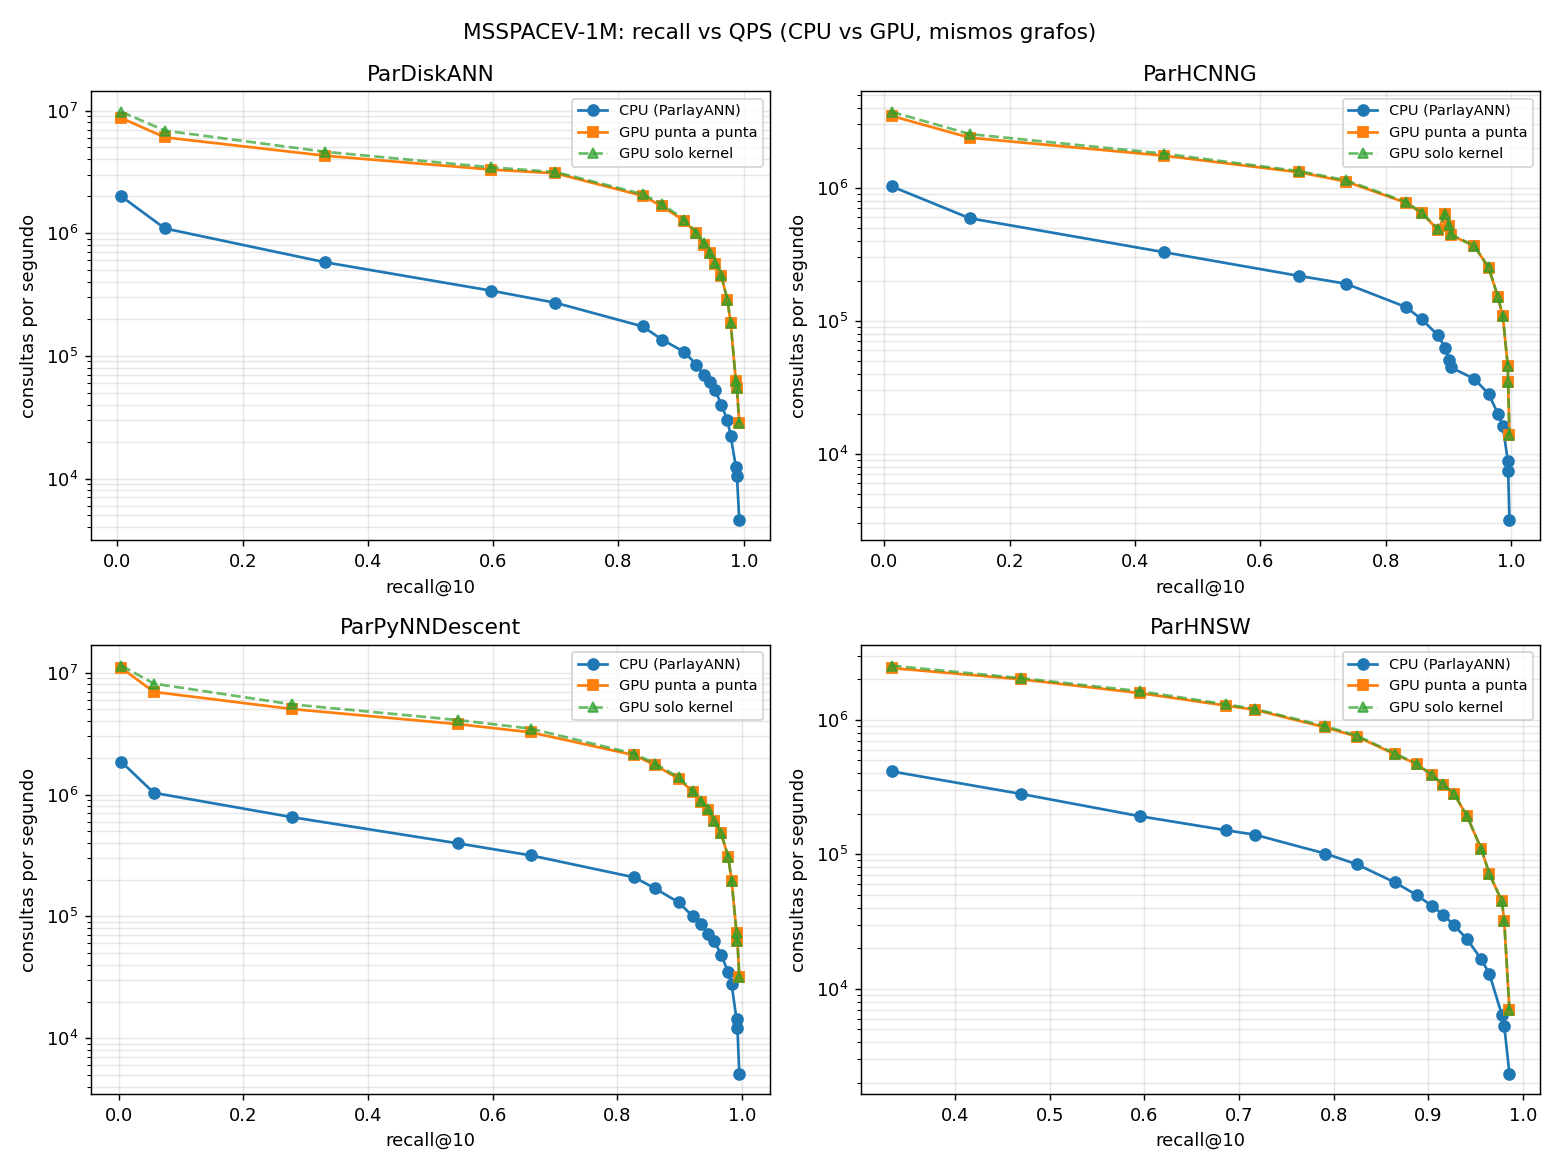 MSSPACEV-1M: recall vs QPS (CPU vs GPU, mismos grafos)
ParDiskANN
CPU (ParlayANN)
GPU punta a punta
GPU solo kernel
consultas por segundo
10^7
10^6
10^5
10^4
0.0 0.2 0.4 0.6 0.8 1.0
recall@10
ParHCNNG
CPU (ParlayANN)
GPU punta a punta
GPU solo kernel
consultas por segundo
10^6
10^5
10^4
0.0 0.2 0.4 0.6 0.8 1.0
recall@10
ParPyNNDescent
CPU (ParlayANN)
GPU punta a punta
GPU solo kernel
consultas por segundo
10^7
10^6
10^5
10^4
0.0 0.2 0.4 0.6 0.8 1.0
recall@10
ParHNSW
CPU (ParlayANN)
GPU punta a punta
GPU solo kernel
consultas por segundo
10^6
10^5
10^4
0.4 0.5 0.6 0.7 0.8 0.9 1.0
recall@10